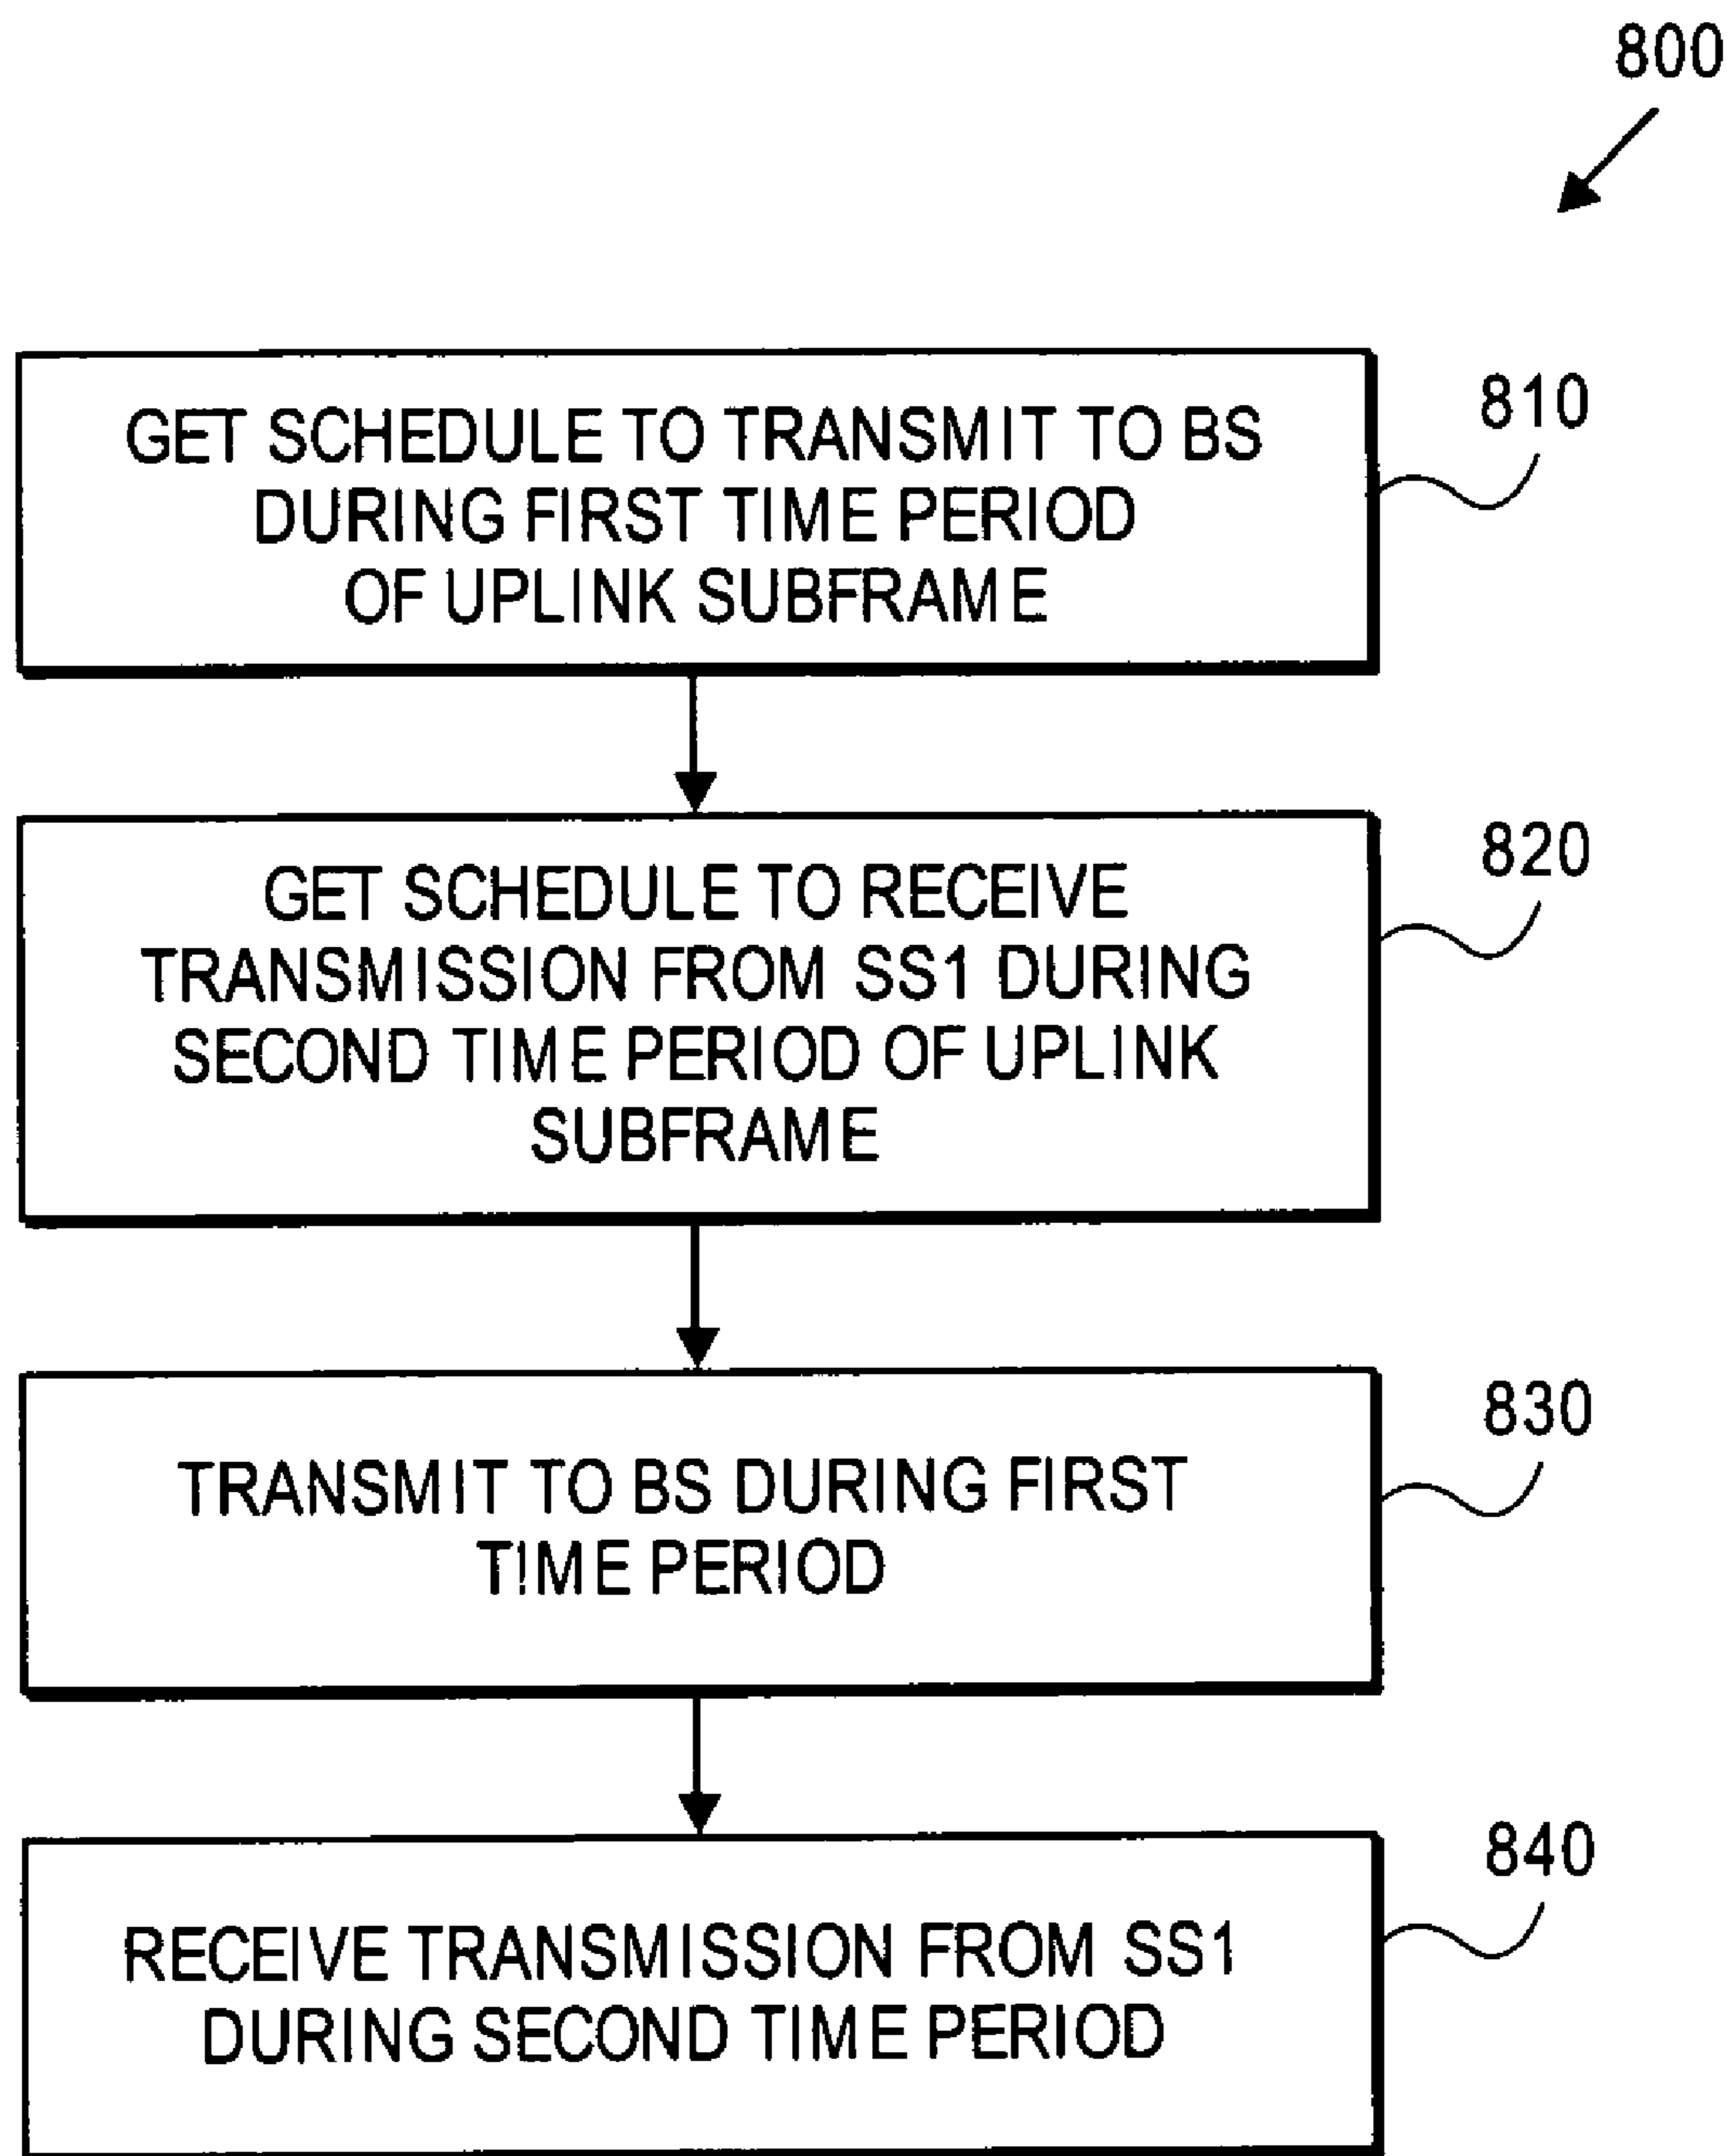 800
GET SCHEDULE TO TRANSMIT TO BS
DURING FIRST TIME PERIOD
OF UPLINK SUBFRAME
810
GET SCHEDULE TO RECEIVE
TRANSMISSION FROM SS1 DURING
SECOND TIME PERIOD OF UPLINK
SUBFRAME
820
TRANSMIT TO BS DURING FIRST
TIME PERIOD
830
RECEIVE TRANSMISSION FROM SS1
DURING SECOND TIME PERIOD
840